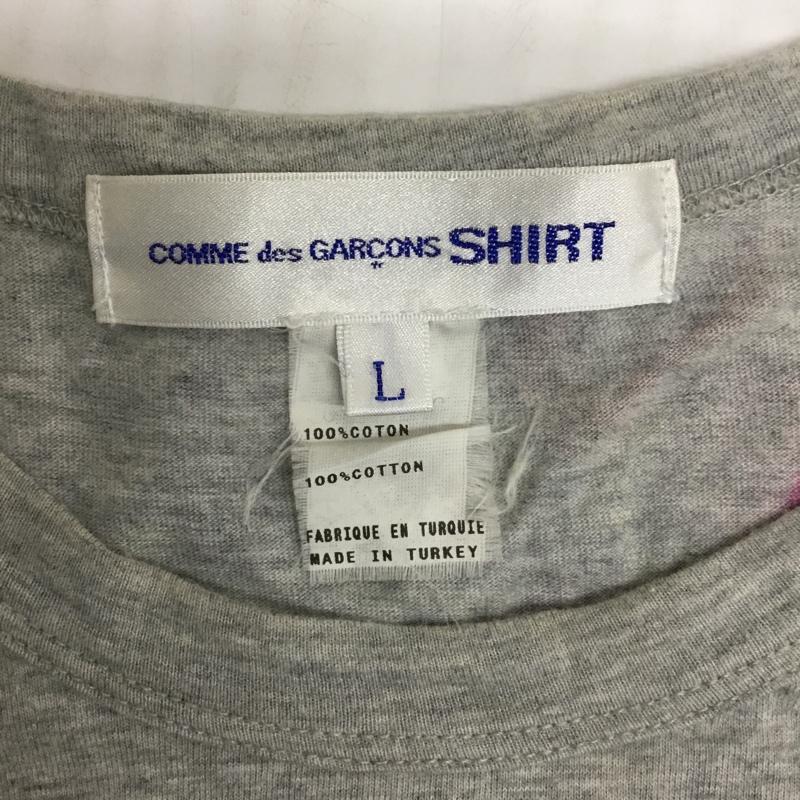 COMME des GARÇONS SHIRT
L
100%COTON
100%COTTON
FABRIQUE EN TURQUIE
MADE IN TURKEY